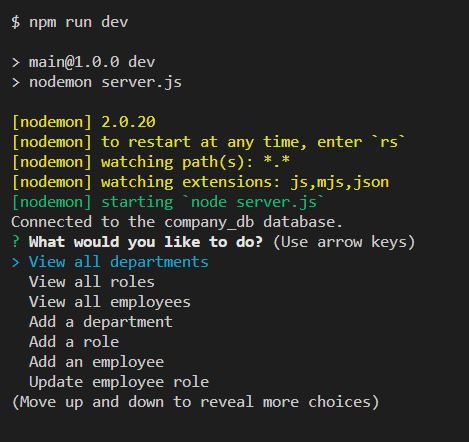 $ npm run dev
> main@1.0.0 dev
> nodemon server.js
[nodemon] 2.0.20
[nodemon] to restart at any time, enter `rs`
[nodemon] watching path(s): *.*
[nodemon] watching extensions: js,mjs,json
[nodemon] starting `node server.js`
Connected to the company_db database.
? What would you like to do? (Use arrow keys)
> View all departments
View all roles
View all employees
Add a department
Add a role
Add an employee
Update employee role
(Move up and down to reveal more choices)